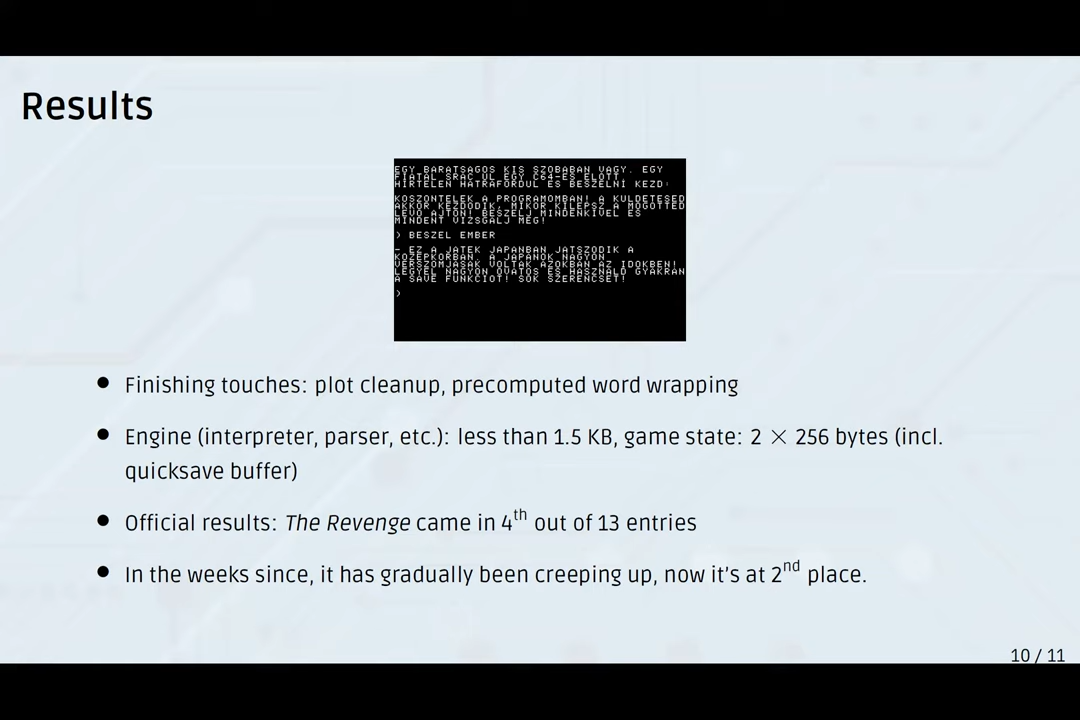 Results
EGY BARATSAGOS KIS SZOBABAN VAGY. EGY
FIATAL SRAC UL EGY C64-ES ELOTT.
HIRTELEN HATRAFORDUL ES BESZELNI KEZD:
KOSZONTELEK A PROGRAMOMBAN! A KULDETESED
AKKOR KEZDODIK, MIKOR KILEPSZ A MOGOTTED
LEVO AJTON! BESZELJ MINDENKIVEL ES
MINDENT VIZSGALJ MEG!
> BESZEL EMBER
- EZ A JATEK JAPANBAN JATSZODIK A
KOZEPKORBAN. A JAPANOK NAGYON
VERSZOMJASAK VOLTAK AZOKBAN AZ IDOKBEN!
LEGYEL NAGYON OVATOS ES HASZNALD GYAKRAN
A SAVE FUNKCIOT! SOK SZERENCSET!
>
• Finishing touches: plot cleanup, precomputed word wrapping
• Engine (interpreter, parser, etc.): less than 1.5 KB, game state: 2 × 256 bytes (incl.
quicksave buffer)
• Official results: The Revenge came in 4th out of 13 entries
• In the weeks since, it has gradually been creeping up, now it's at 2nd place.
10 / 11